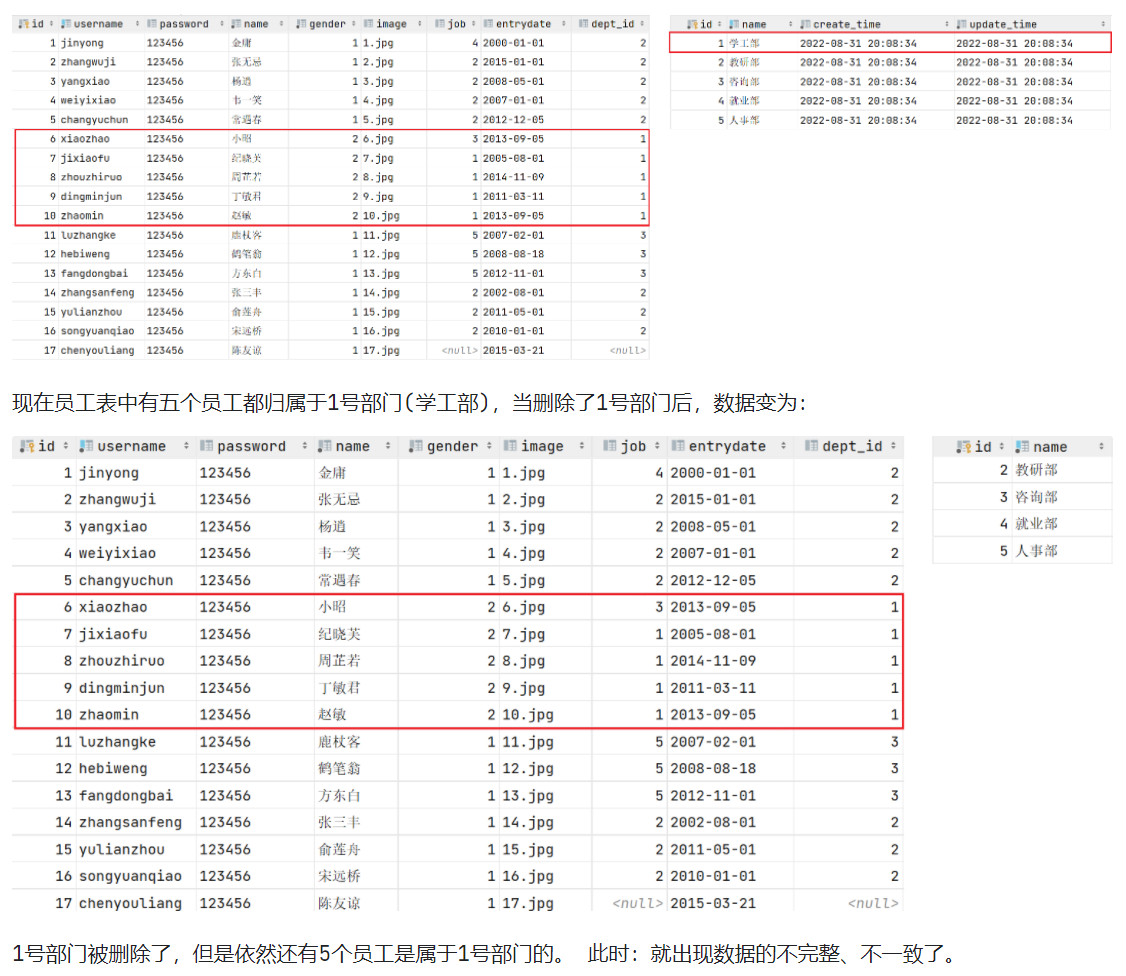 id username password name gender image job entrydate dept_id
1 jinyong 123456 金庸 1 1.jpg 4 2000-01-01 2
2 zhangwuji 123456 张无忌 1 2.jpg 2 2015-01-01 2
3 yangxiao 123456 杨逍 1 3.jpg 2 2008-05-01 2
4 weiyixiao 123456 韦一笑 1 4.jpg 2 2007-01-01 2
5 changyuchun 123456 常遇春 1 5.jpg 2 2012-12-05 2
6 xiaozhao 123456 小昭 2 6.jpg 3 2013-09-05 1
7 jixiaofu 123456 纪晓芙 2 7.jpg 1 2005-08-01 1
8 zhouzhiruo 123456 周芷若 2 8.jpg 1 2014-11-09 1
9 dingminjun 123456 丁敏君 2 9.jpg 1 2011-03-11 1
10 zhaomin 123456 赵敏 2 10.jpg 1 2013-09-05 1
11 luzhangke 123456 鹿杖客 1 11.jpg 5 2007-02-01 3
12 hebiweng 123456 鹤笔翁 1 12.jpg 5 2008-08-18 3
13 fangdongbai 123456 方东白 1 13.jpg 5 2012-11-01 3
14 zhangsanfeng 123456 张三丰 1 14.jpg 2 2002-08-01 2
15 yulianzhou 123456 俞莲舟 1 15.jpg 2 2011-05-01 2
16 songyuanqiao 123456 宋远桥 1 16.jpg 2 2010-01-01 2
17 chenyouliang 123456 陈友谅 1 17.jpg <null> 2015-03-21 <null>
id name create_time update_time
1 学工部 2022-08-31 20:08:34 2022-08-31 20:08:34
2 教研部 2022-08-31 20:08:34 2022-08-31 20:08:34
3 咨询部 2022-08-31 20:08:34 2022-08-31 20:08:34
4 就业部 2022-08-31 20:08:34 2022-08-31 20:08:34
5 人事部 2022-08-31 20:08:34 2022-08-31 20:08:34
现在员工表中有五个员工都归属于1号部门(学工部)，当删除了1号部门后，数据变为：
id username password name gender image job entrydate dept_id
1 jinyong 123456 金庸 1 1.jpg 4 2000-01-01 2
2 zhangwuji 123456 张无忌 1 2.jpg 2 2015-01-01 2
3 yangxiao 123456 杨逍 1 3.jpg 2 2008-05-01 2
4 weiyixiao 123456 韦一笑 1 4.jpg 2 2007-01-01 2
5 changyuchun 123456 常遇春 1 5.jpg 2 2012-12-05 2
6 xiaozhao 123456 小昭 2 6.jpg 3 2013-09-05 1
7 jixiaofu 123456 纪晓芙 2 7.jpg 1 2005-08-01 1
8 zhouzhiruo 123456 周芷若 2 8.jpg 1 2014-11-09 1
9 dingminjun 123456 丁敏君 2 9.jpg 1 2011-03-11 1
10 zhaomin 123456 赵敏 2 10.jpg 1 2013-09-05 1
11 luzhangke 123456 鹿杖客 1 11.jpg 5 2007-02-01 3
12 hebiweng 123456 鹤笔翁 1 12.jpg 5 2008-08-18 3
13 fangdongbai 123456 方东白 1 13.jpg 5 2012-11-01 3
14 zhangsanfeng 123456 张三丰 1 14.jpg 2 2002-08-01 2
15 yulianzhou 123456 俞莲舟 1 15.jpg 2 2011-05-01 2
16 songyuanqiao 123456 宋远桥 1 16.jpg 2 2010-01-01 2
17 chenyouliang 123456 陈友谅 1 17.jpg <null> 2015-03-21 <null>
id name
2 教研部
3 咨询部
4 就业部
5 人事部
1号部门被删除了，但是依然还有5个员工是属于1号部门的。 此时：就出现数据的不完整、不一致了。